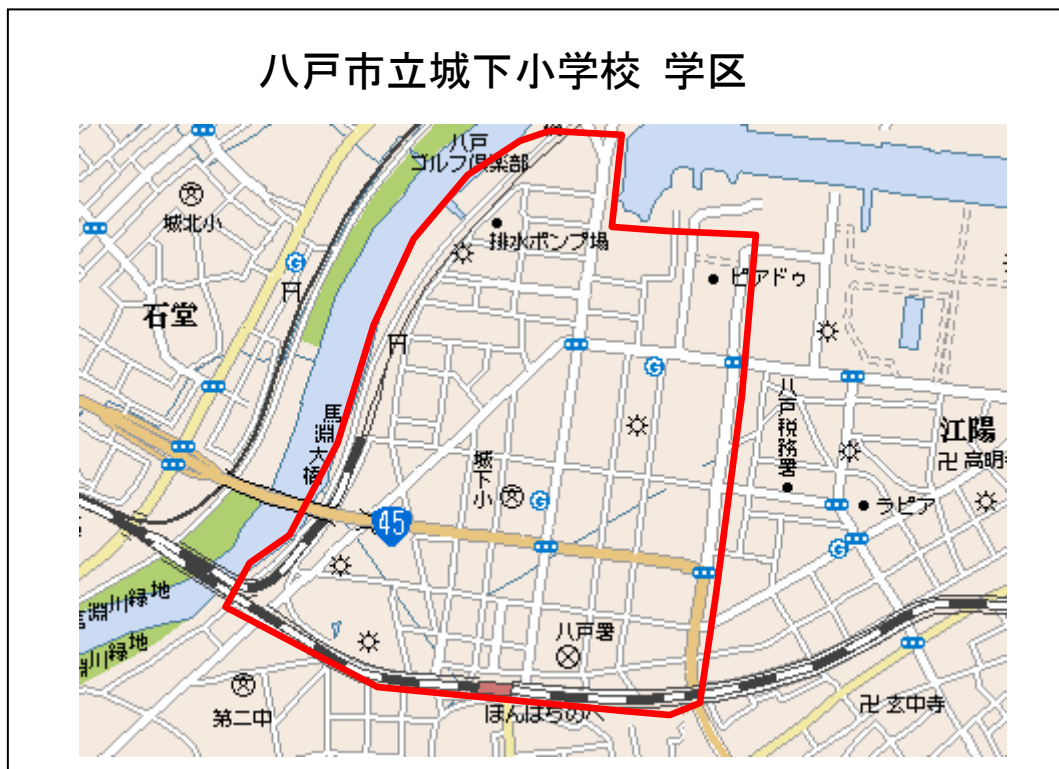 八戸市立城下小学校 学区
八戸
ゴルフ倶楽部
城北小
排水ポンプ場
ピアドゥ
石堂
馬淵大橋
八戸税務署
江陽
城下小
高明
ラピア
45
馬淵川緑地
淵川緑地
八戸署
第二中
ほんはちのへ
玄中寺